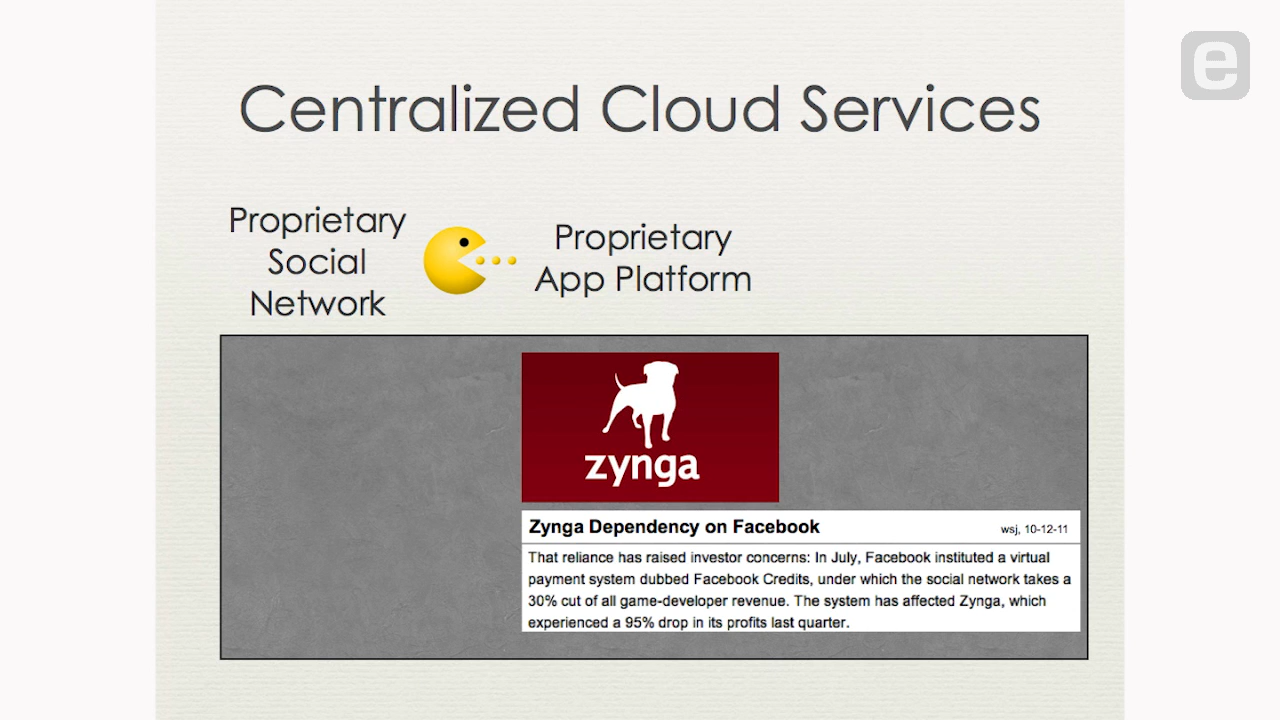 e
Centralized Cloud Services
Proprietary
Social
Network
Proprietary
App Platform
zynga
Zynga Dependency on Facebook wsj, 10-12-11
That reliance has raised investor concerns: In July, Facebook instituted a virtual
payment system dubbed Facebook Credits, under which the social network takes a
30% cut of all game-developer revenue. The system has affected Zynga, which
experienced a 95% drop in its profits last quarter.